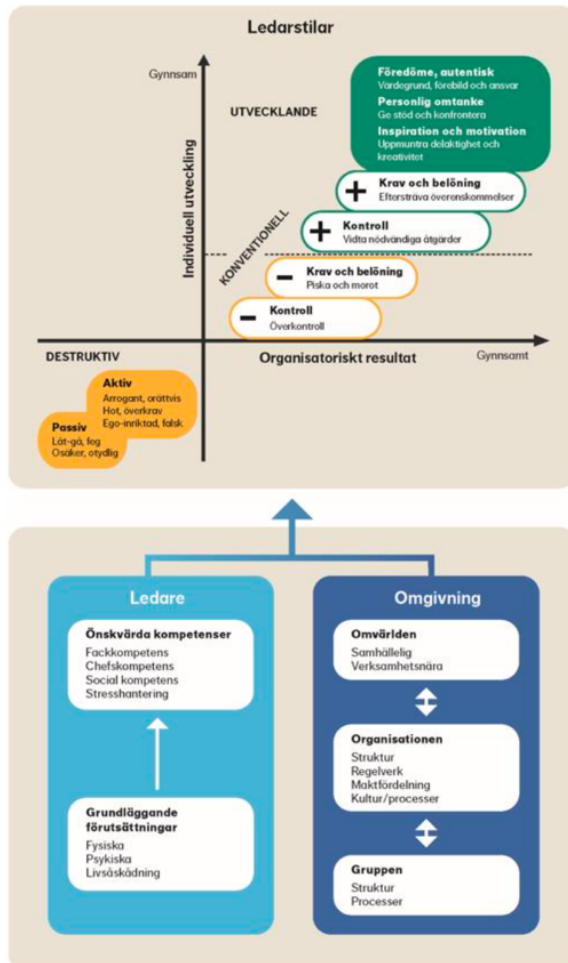 Ledarstilar
Gynnsam
Individuell utveckling
UTVECKLANDE
Föredöme, autentisk
Värdegrund, förebild och ansvar
Personlig omtanke
Ge stöd och konfrontera
Inspiration och motivation
Uppmuntra delaktighet och
kreativitet
KONVENTIONELL
+ Krav och belöning
Eftersträva överenskommelser
+ Kontroll
Vidta nödvändiga åtgärder
− Krav och belöning
Piska och morot
− Kontroll
Överkontroll
DESTRUKTIV
Organisatoriskt resultat
Gynnsamt
Aktiv
Arrogant, orättvis
Hot, överkrav
Ego-inriktad, falsk
Passiv
Låt-gå, feg
Osäker, otydlig
Ledare
Önskvärda kompetenser
Fackkompetens
Chefskompetens
Social kompetens
Stresshantering
Grundläggande
förutsättningar
Fysiska
Psykiska
Livsåskådning
Omgivning
Omvärlden
Samhällelig
Verksamhetsnära
Organisationen
Struktur
Regelverk
Maktfördelning
Kultur/processer
Gruppen
Struktur
Processer